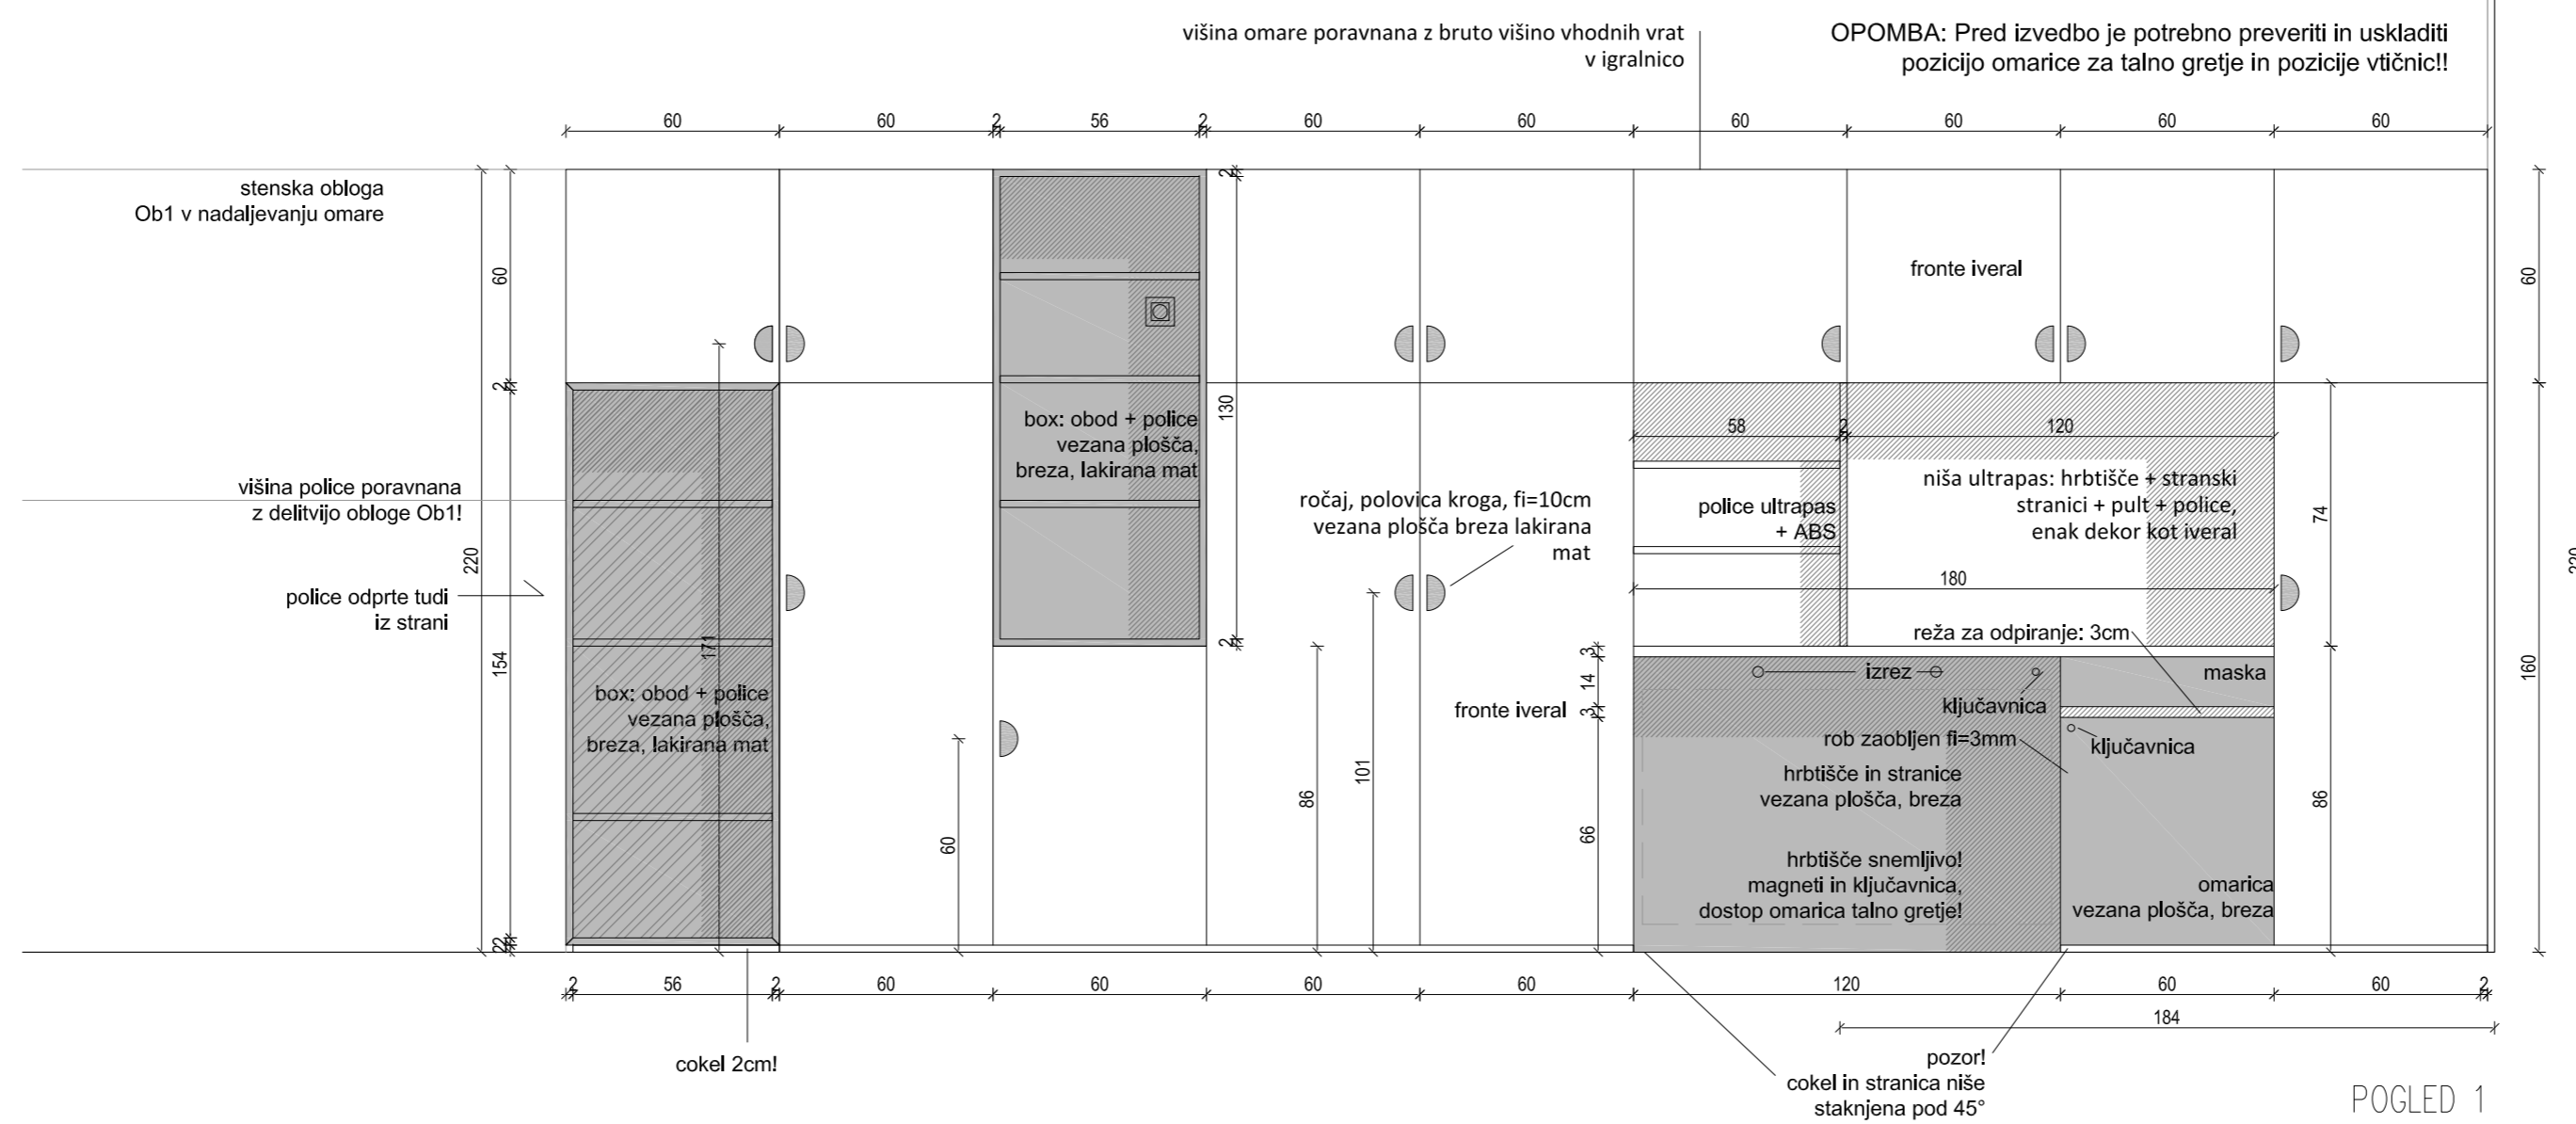 višina omare poravnana z bruto višino vhodnih vrat
v igralnico
OPOMBA: Pred izvedbo je potrebno preveriti in uskladiti
pozicijo omarice za talno gretje in pozicije vtičnic!!
60 60 2 56 2 60 60 60 60 60 60
stenska obloga
Ob1 v nadaljevanju omare
višina police poravnana
z delitvijo obloge Ob1!
police odprte tudi
iz strani
220
60
2
154
2
2
171
box: obod + police
vezana plošča,
breza, lakirana mat
60
box: obod + police
vezana plošča,
breza, lakirana mat
2
130
2
86
101
ročaj, polovica kroga, fi=10cm
vezana plošča breza lakirana
mat
fronte iveral
3
14
3
66
fronte iveral
58 2 120
police ultrapas
+ ABS
niša ultrapas: hrbtišče + stranski
stranici + pult + police,
enak dekor kot iveral
180
reža za odpiranje: 3cm
izrez
maska
ključavnica
rob zaobljen fi=3mm
ključavnica
hrbtišče in stranice
vezana plošča, breza
hrbtišče snemljivo!
magneti in ključavnica,
dostop omarica talno gretje!
omarica
vezana plošča, breza
74
86
60
160
220
2 56 2 60 60 60 60 120 60 60 2
184
cokel 2cm!
pozor!
cokel in stranica niše
staknjena pod 45°
POGLED 1